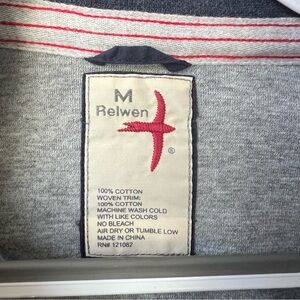 M
Relwen
®
100% COTTON
WOVEN TRIM:
100% COTTON
MACHINE WASH COLD
WITH LIKE COLORS
NO BLEACH
AIR DRY OR TUMBLE LOW
MADE IN CHINA
RN# 121082